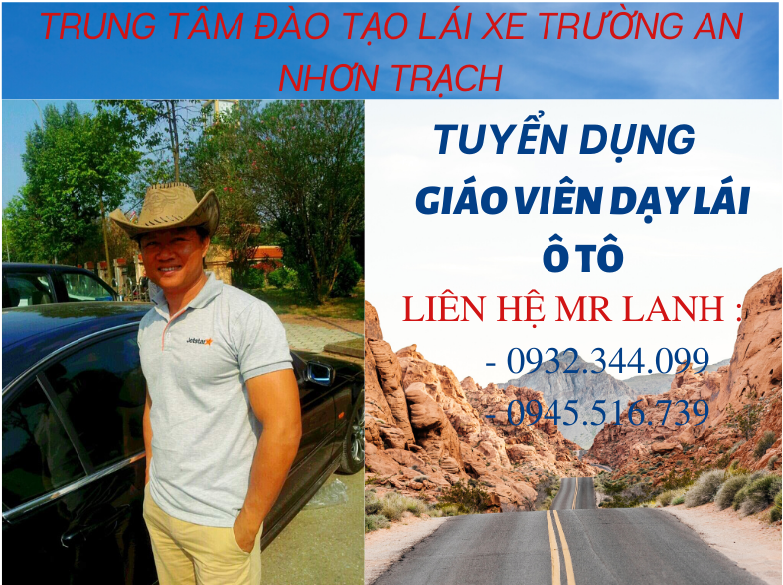 TRUNG TÂM ĐÀO TẠO LÁI XE TRƯỜNG AN
NHƠN TRẠCH
TUYỂN DỤNG
GIÁO VIÊN DẠY LÁI
Ô TÔ
LIÊN HỆ MR LANH :
- 0932.344.099
- 0945.516.739
Jetstar